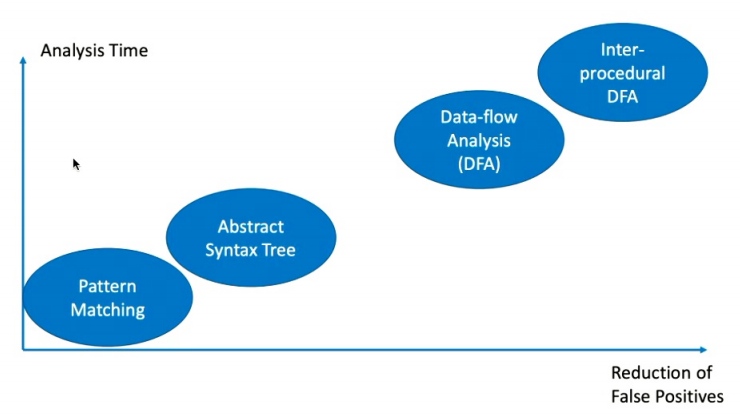 Analysis Time
Inter-
procedural
DFA
Data-flow
Analysis
(DFA)
Abstract
Syntax Tree
Pattern
Matching
Reduction of
False Positives